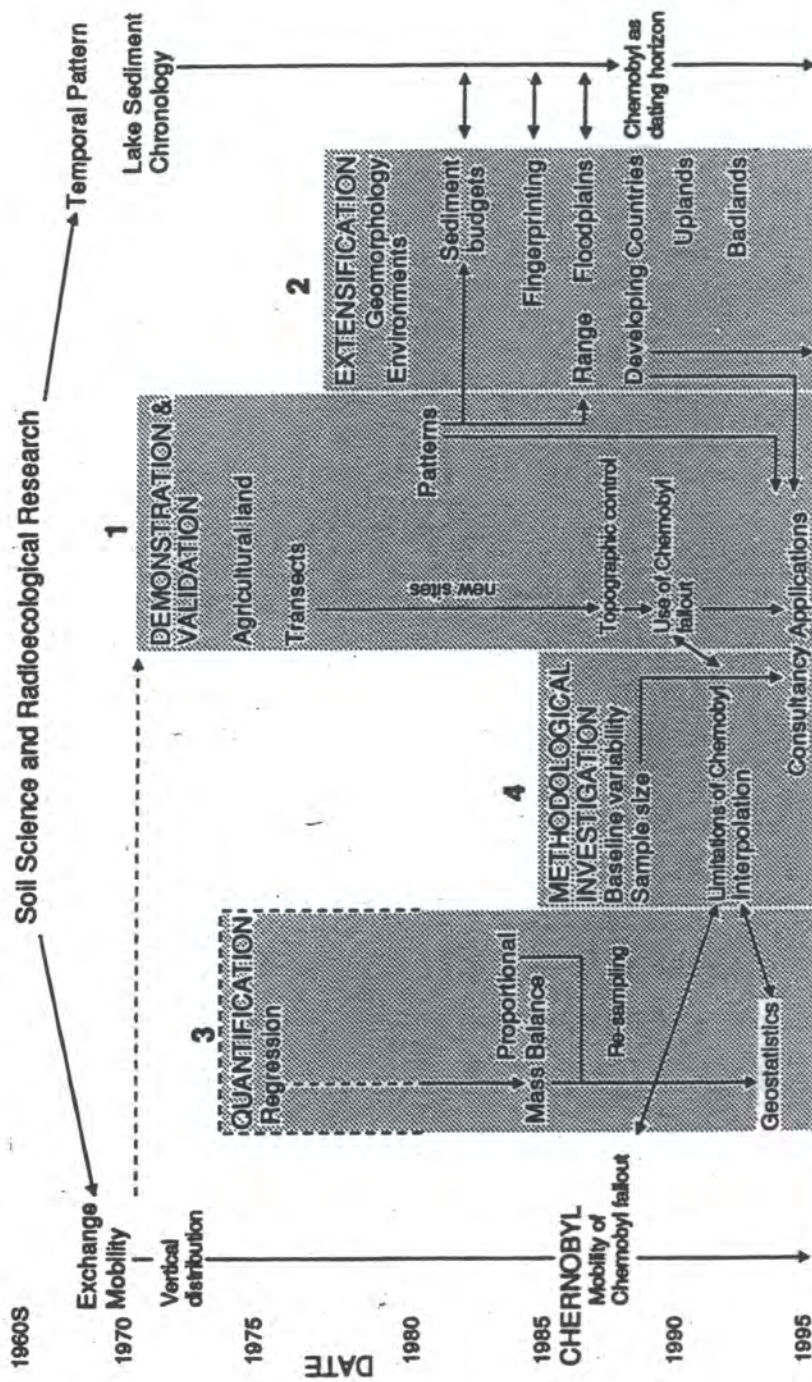 Soil Science and Radioecological Research
1960S
1970
1975
1980
1985
1990
1995
DATE
Exchange
Mobility
Vertical
distribution
CHERNOBYL
Mobility of
Chernobyl fallout
3
QUANTIFICATION
Regression
Proportional
Mass Balance
Re-sampling
Geostatistics
4
METHODOLOGICAL
INVESTIGATION
Baseline variability
Sample size
Limitations of Chernobyl
Interpolation
1
DEMONSTRATION &
VALIDATION
Agricultural land
Transects
new sites
Patterns
Topographic control
Use of Chernobyl
fallout
Consultancy Applications
2
EXTENSIFICATION
Geomorphology
Environments
Sediment
budgets
Fingerprinting
Range Floodplains
Developing Countries
Uplands
Badlands
Temporal Pattern
Lake Sediment
Chronology
Chernobyl as
dating horizon